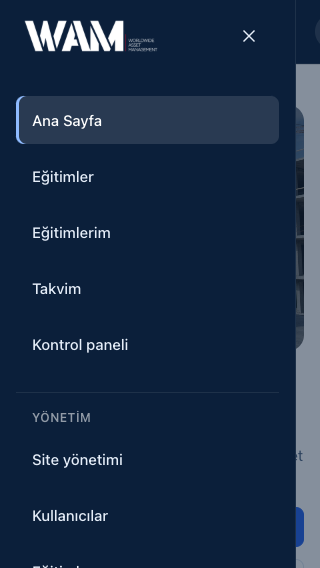 WAM
WORLDWIDE
ASSET
MANAGEMENT
Ana Sayfa
Eğitimler
Eğitimlerim
Takvim
Kontrol paneli
YÖNETİM
Site yönetimi
Kullanıcılar